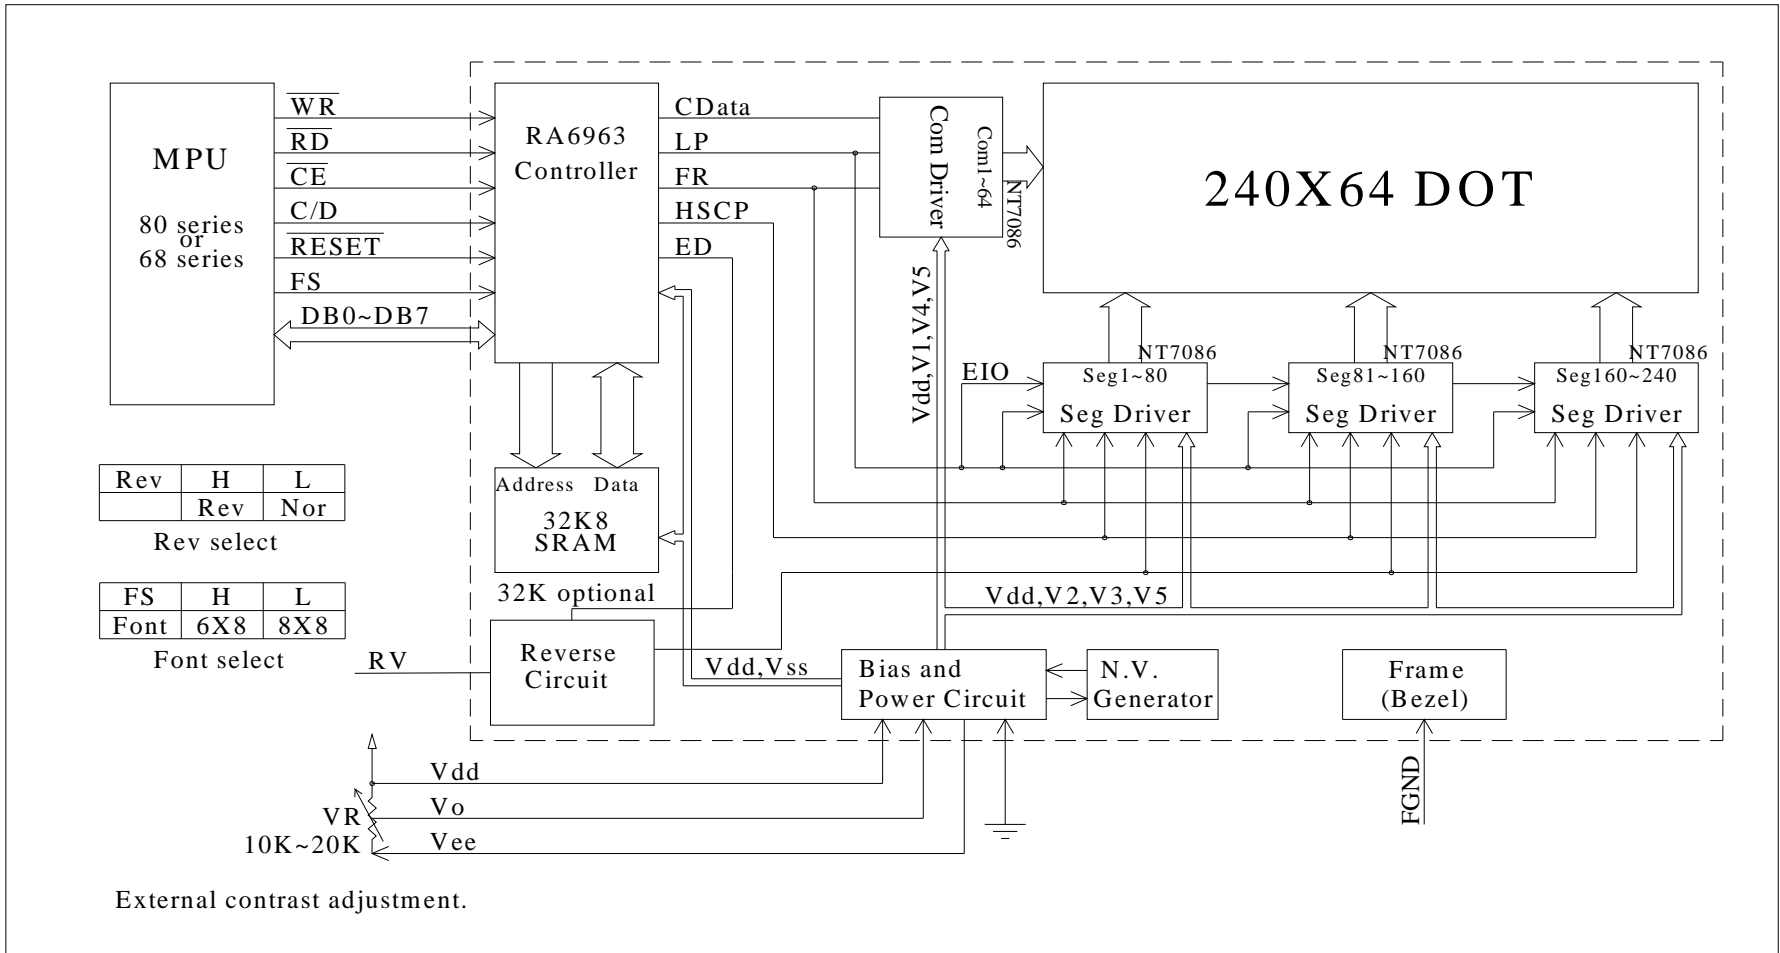 MPU
80 series
or
68 series
WR
RD
CE
C/D
RESET
FS
DB0~DB7
RA6963
Controller
CData
LP
FR
HSCP
ED
Com Driver
Com1~64
NT7086
240X64 DOT
Vdd,V1,V4,V5
EIO
NT7086
Seg1~80
Seg Driver
NT7086
Seg81~160
Seg Driver
NT7086
Seg160~240
Seg Driver
Address Data
32K8
SRAM
32K optional
Rev H L
Rev Nor
Rev select
FS H L
Font 6X8 8X8
Font select
RV
Reverse
Circuit
Vdd,Vss
Vdd,V2,V3,V5
Bias and
Power Circuit
N.V.
Generator
Frame
(Bezel)
FGND
Vdd
Vo
Vee
VR
10K~20K
External contrast adjustment.